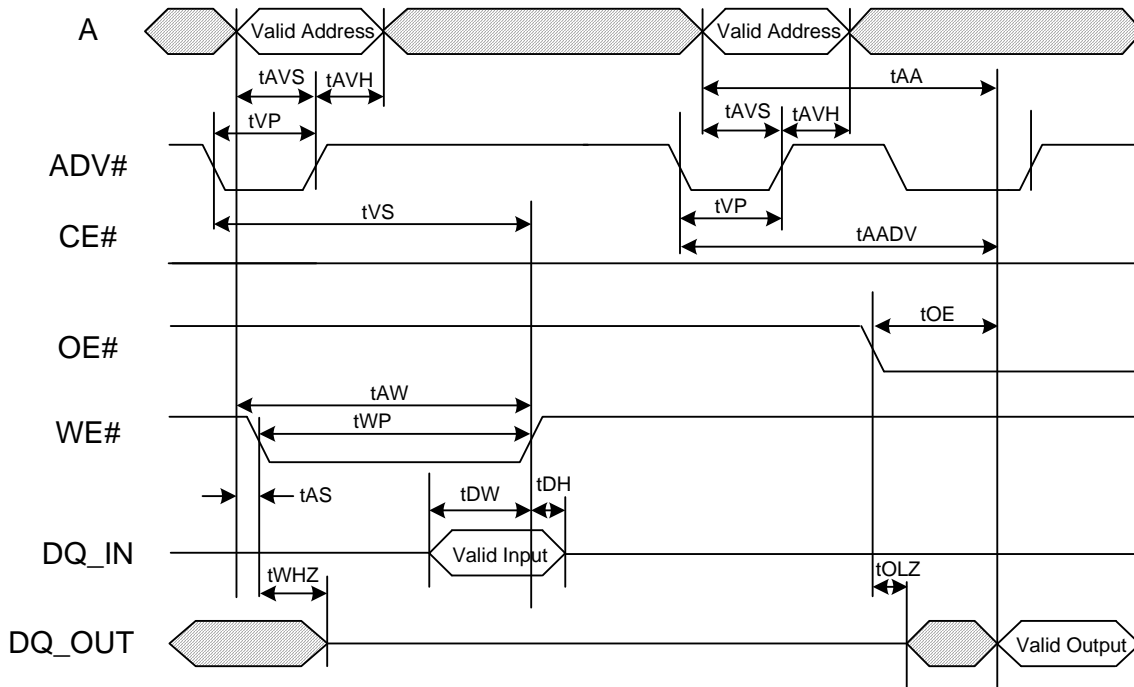 A
Valid Address
Valid Address
tAVS
tAVH
tAA
tVP
tAVS
tAVH
ADV#
tVS
tVP
CE#
tAADV
tOE
OE#
tAW
WE#
tWP
tAS
tDW
tDH
DQ_IN
Valid Input
tWHZ
tOLZ
DQ_OUT
Valid Output